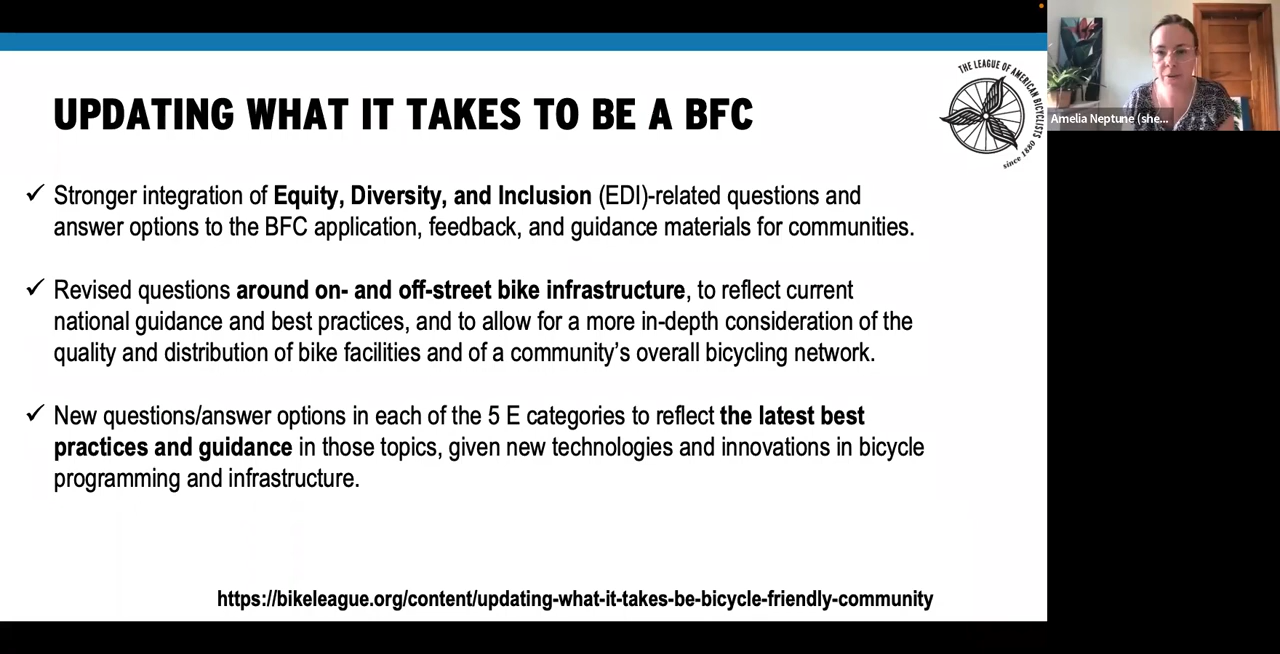 UPDATING WHAT IT TAKES TO BE A BFC
THE LEAGUE OF AMERICAN BICYCLISTS
since 1880
✓ Stronger integration of Equity, Diversity, and Inclusion (EDI)-related questions and
answer options to the BFC application, feedback, and guidance materials for communities.
✓ Revised questions around on- and off-street bike infrastructure, to reflect current
national guidance and best practices, and to allow for a more in-depth consideration of the
quality and distribution of bike facilities and of a community’s overall bicycling network.
✓ New questions/answer options in each of the 5 E categories to reflect the latest best
practices and guidance in those topics, given new technologies and innovations in bicycle
programming and infrastructure.
https://bikeleague.org/content/updating-what-it-takes-be-bicycle-friendly-community
Amelia Neptune (she...